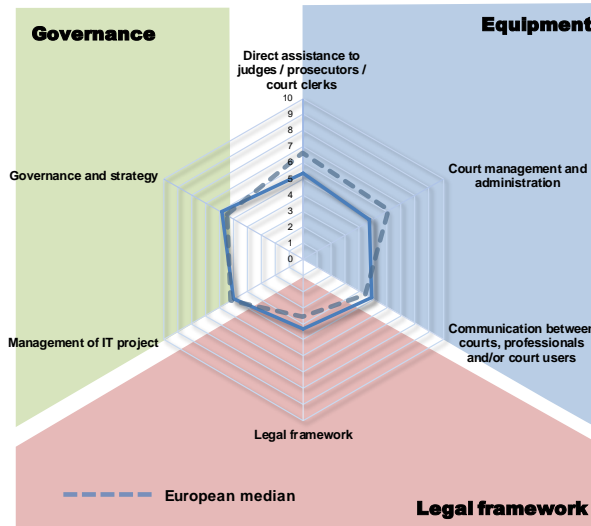 Governance
Equipment
Direct assistance to
judges / prosecutors /
court clerks
10
9
8
7
6
5
4
3
2
1
0
Governance and strategy
Court management and
administration
Management of IT project
Communication between
courts, professionals
and/or court users
Legal framework
European median
Legal framework